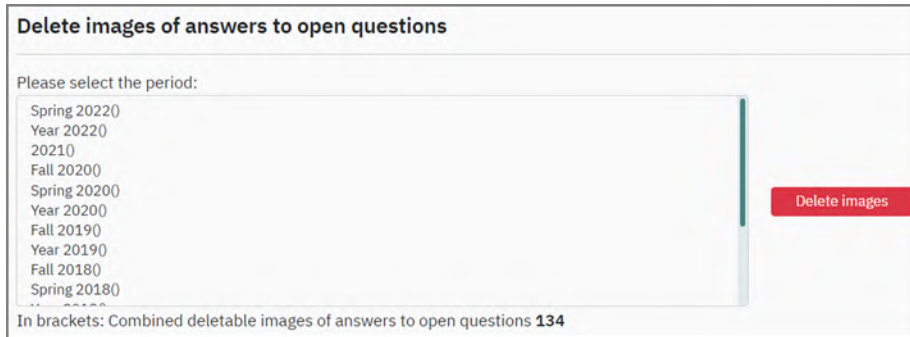 Delete images of answers to open questions
Please select the period:
Spring 2022()
Year 2022()
2021()
Fall 2020()
Spring 2020()
Year 2020()
Fall 2019()
Year 2019()
Fall 2018()
Spring 2018()
Delete images
In brackets: Combined deletable images of answers to open questions 134